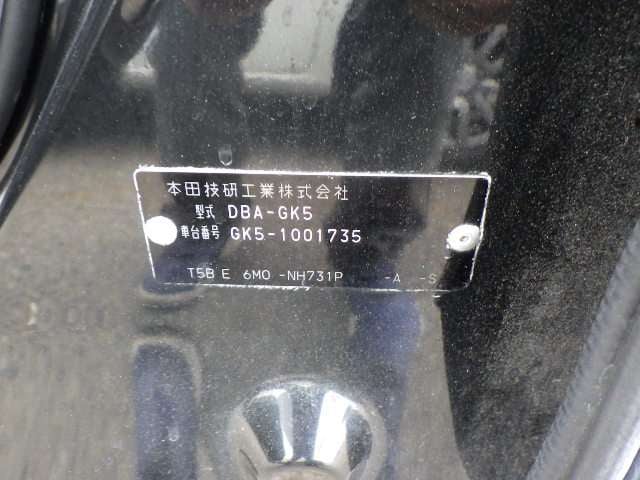 本田技研工業株式会社
型式 DBA-GK5
車台番号 GK5-1001735
T5B E 6M0 -NH731P -A -S